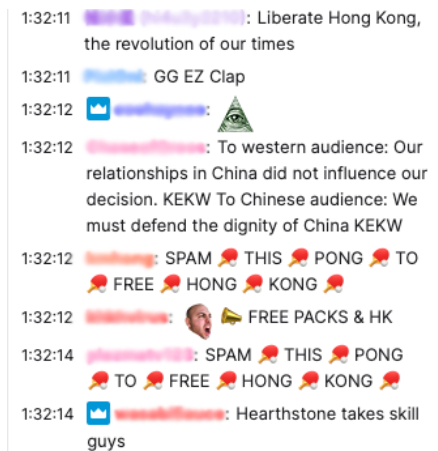 1:32:11 : Liberate Hong Kong,
the revolution of our times
1:32:11 : GG EZ Clap
1:32:12 :
1:32:12 : To western audience: Our
relationships in China did not influence our
decision. KEKW To Chinese audience: We
must defend the dignity of China KEKW
1:32:12 : SPAM 🏓 THIS 🏓 PONG 🏓 TO
🏓 FREE 🏓 HONG 🏓 KONG 🏓
1:32:12 FREE PACKS & HK
1:32:14 : SPAM 🏓 THIS 🏓 PONG
🏓 TO 🏓 FREE 🏓 HONG 🏓 KONG 🏓
1:32:14 : Hearthstone takes skill
guys